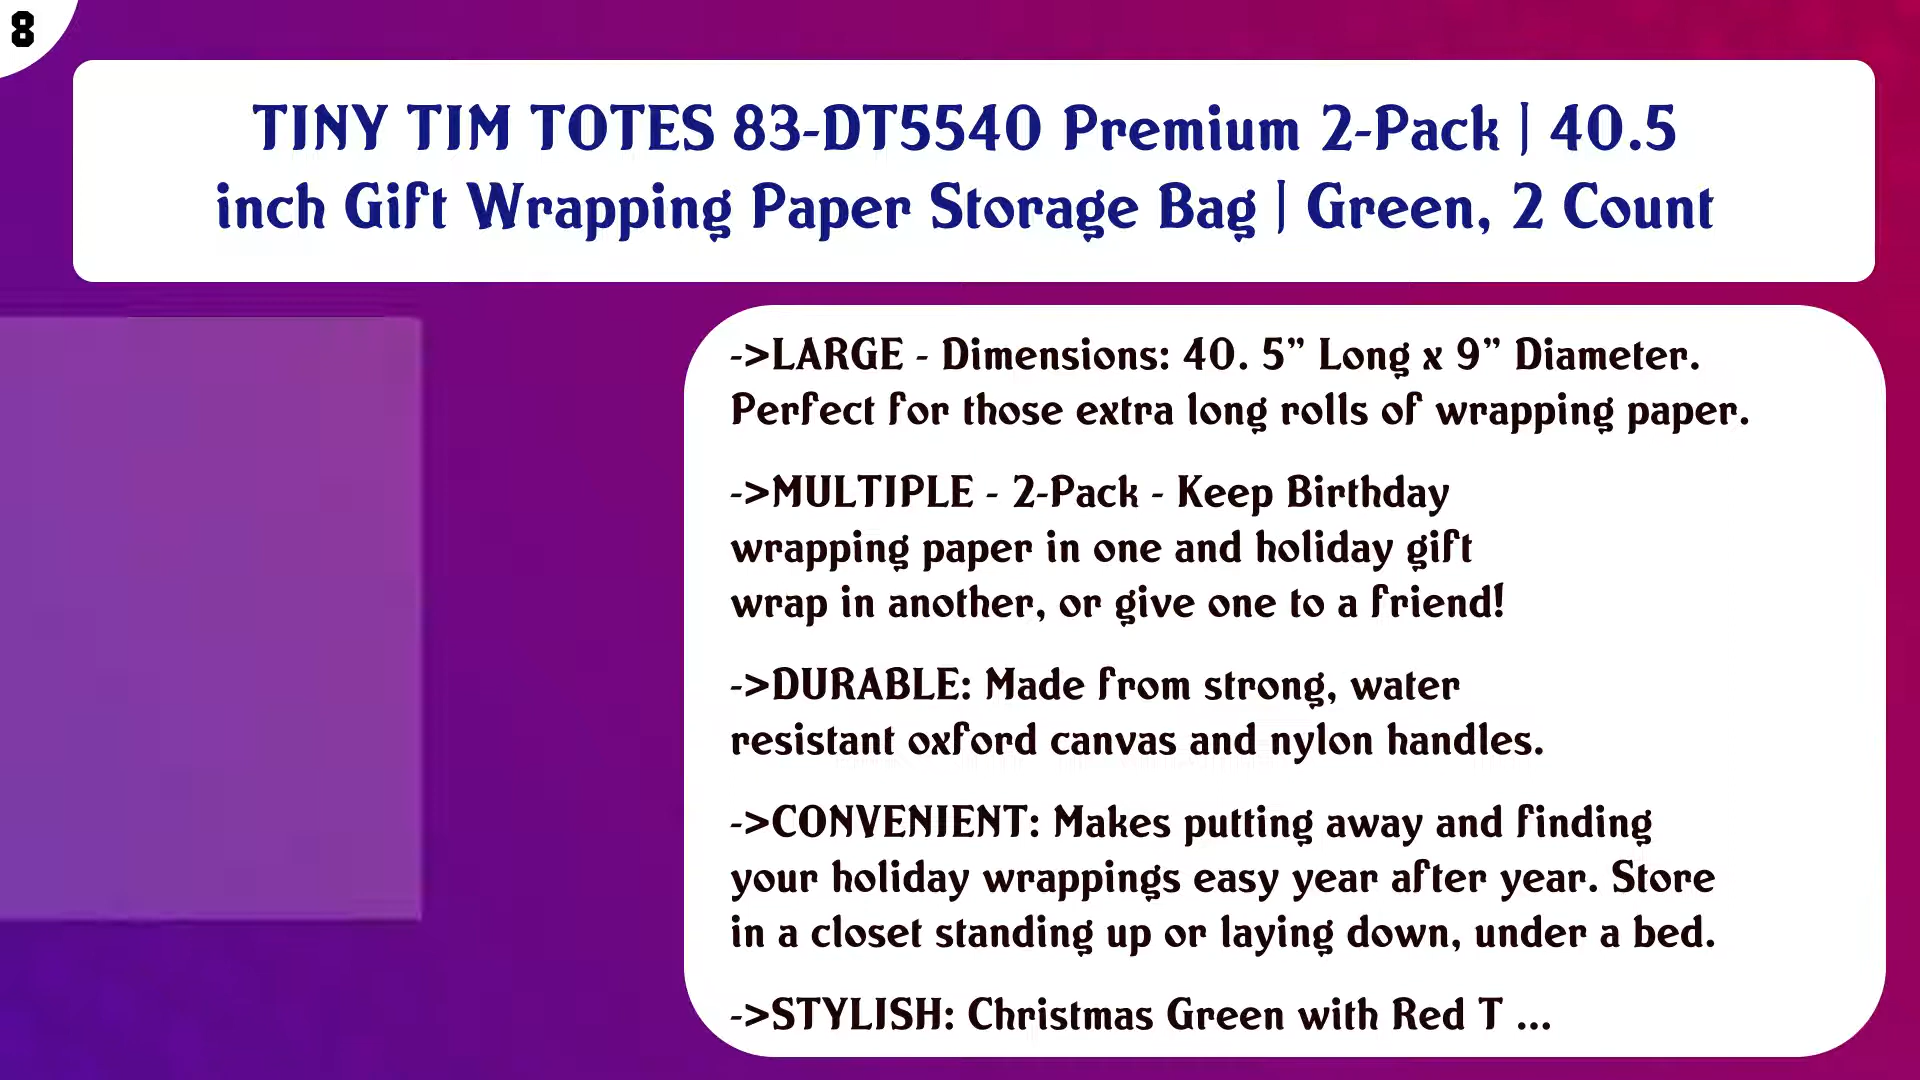 8
TINY TIM TOTES 83-DT5540 Premium 2-Pack | 40.5
inch Gift Wrapping Paper Storage Bag | Green, 2 Count
->LARGE - Dimensions: 40. 5” Long x 9” Diameter.
Perfect for those extra long rolls of wrapping paper.
->MULTIPLE - 2-Pack - Keep Birthday
wrapping paper in one and holiday gift
wrap in another, or give one to a friend!
->DURABLE: Made from strong, water
resistant oxford canvas and nylon handles.
->CONVENIENT: Makes putting away and finding
your holiday wrappings easy year after year. Store
in a closet standing up or laying down, under a bed.
->STYLISH: Christmas Green with Red T ...